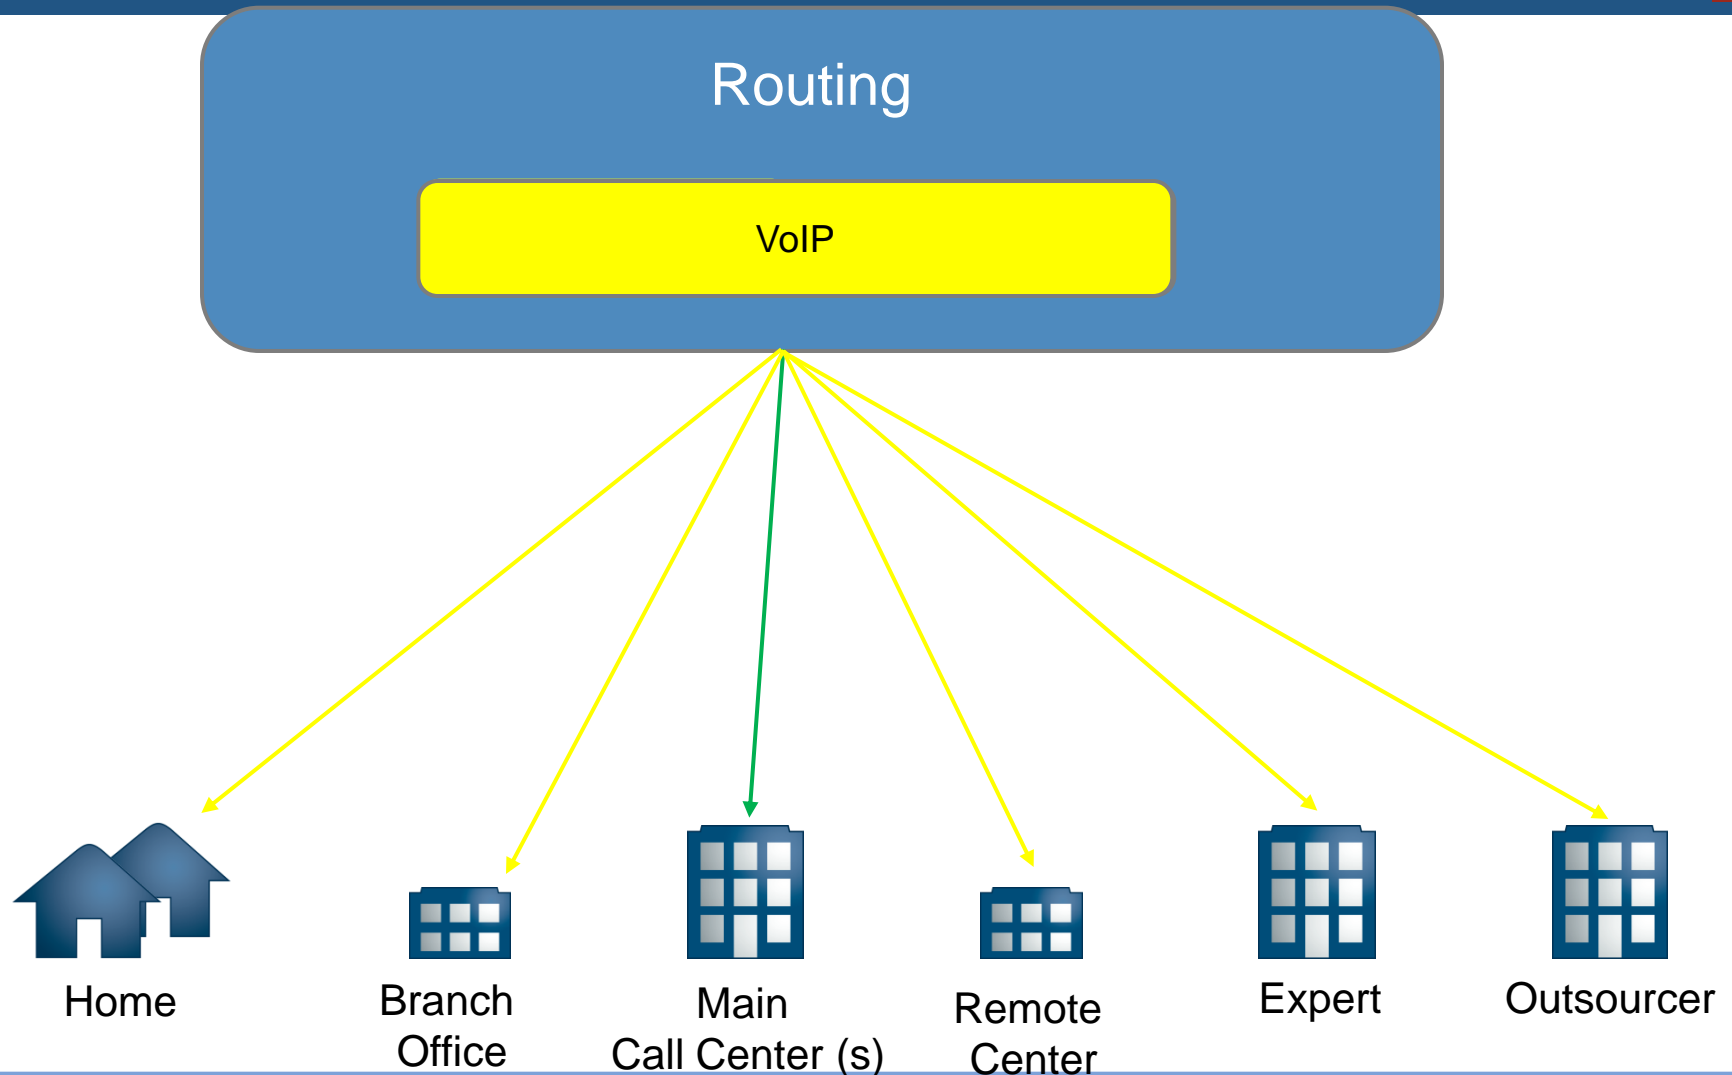 Routing
VoIP
Home
Branch
Office
Main
Call Center (s)
Remote
Center
Expert
Outsourcer